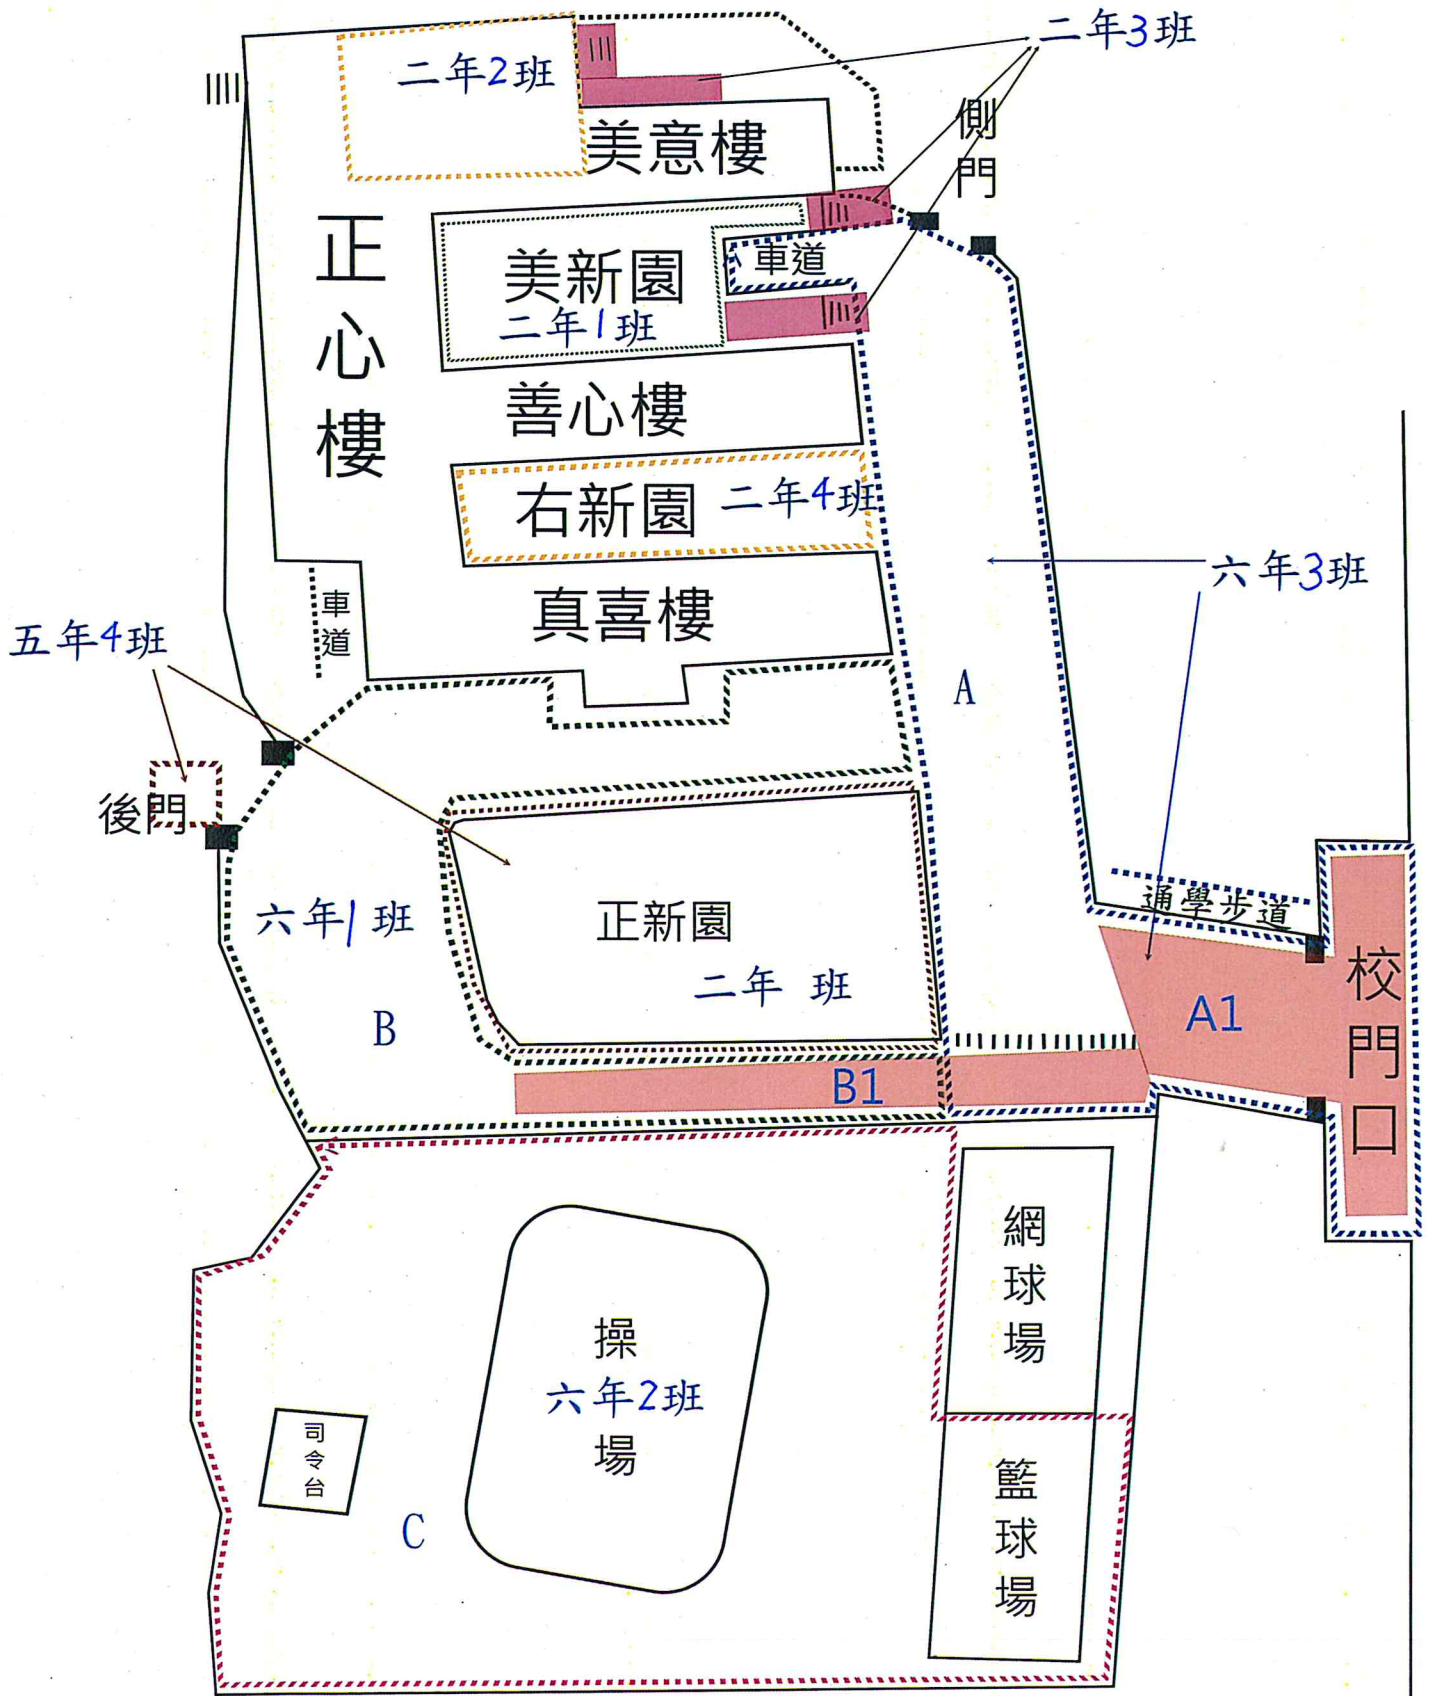 二年3班
二年2班
側門
美意樓
正心樓
車道
美新園
二年1班
善心樓
右新園
二年4班
六年3班
車道
真喜樓
五年4班
A
後門
通學步道
六年1班
正新園
二年 班
校門口
A1
B
B1
網球場
操場
六年2班
司令台
籃球場
C